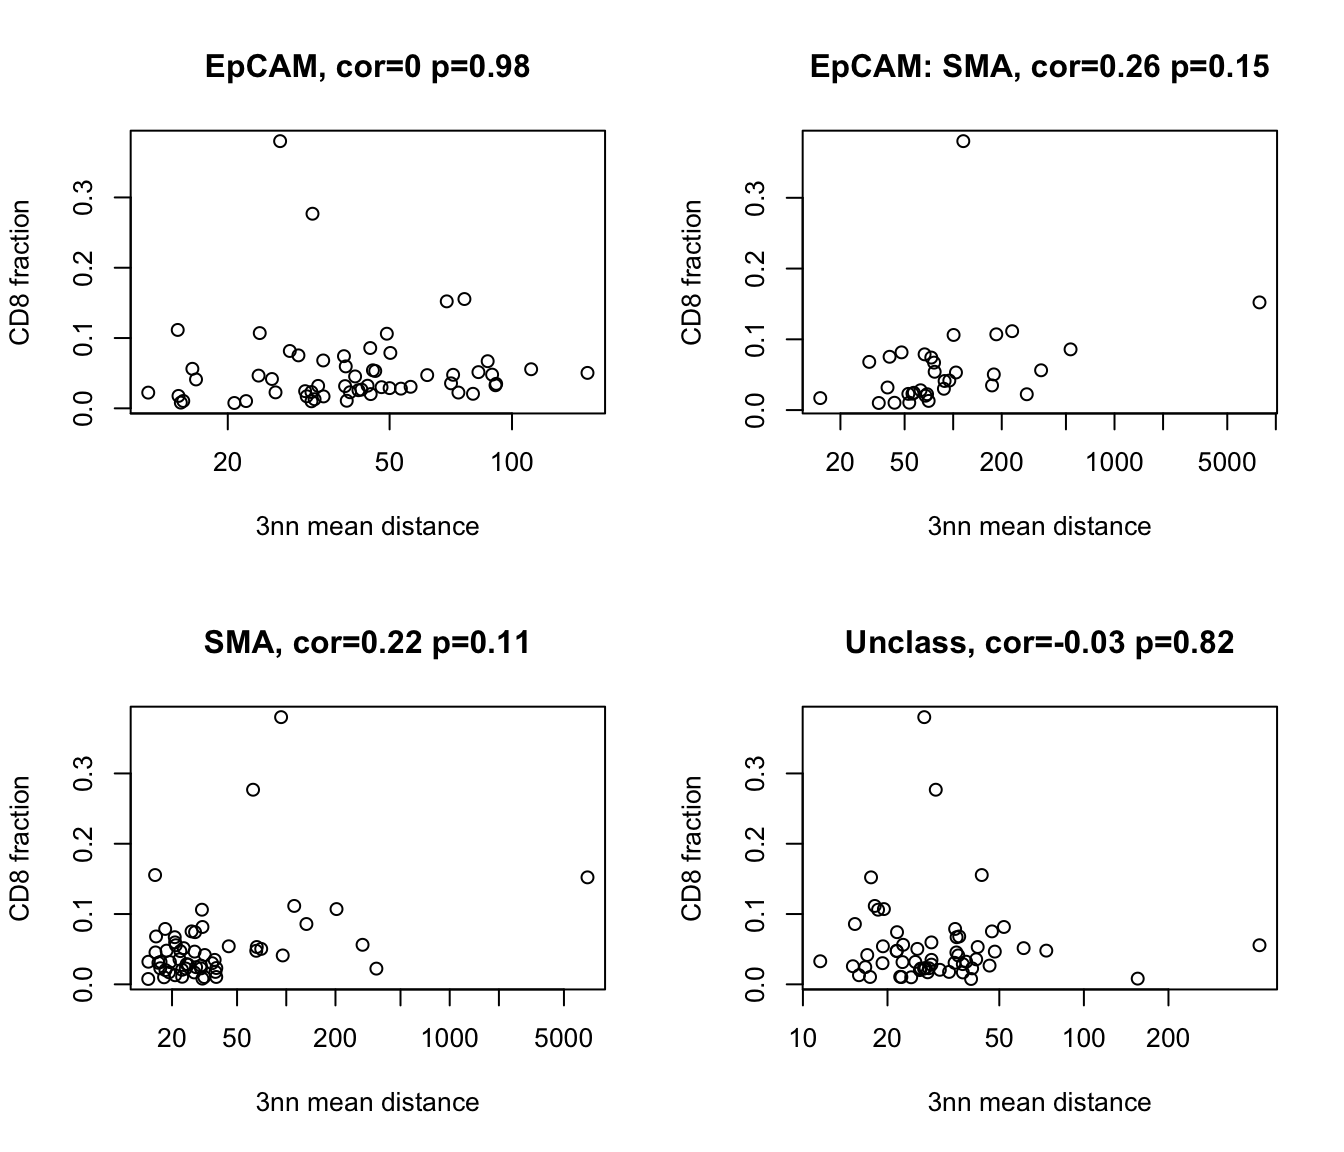 EpCAM, cor=0 p=0.98
CD8 fraction
0.0 0.1 0.2 0.3
20 50 100
3nn mean distance
EpCAM: SMA, cor=0.26 p=0.15
CD8 fraction
0.0 0.1 0.2 0.3
20 50 200 1000 5000
3nn mean distance
SMA, cor=0.22 p=0.11
CD8 fraction
0.0 0.1 0.2 0.3
20 50 200 1000 5000
3nn mean distance
Unclass, cor=-0.03 p=0.82
CD8 fraction
0.0 0.1 0.2 0.3
10 20 50 100 200
3nn mean distance